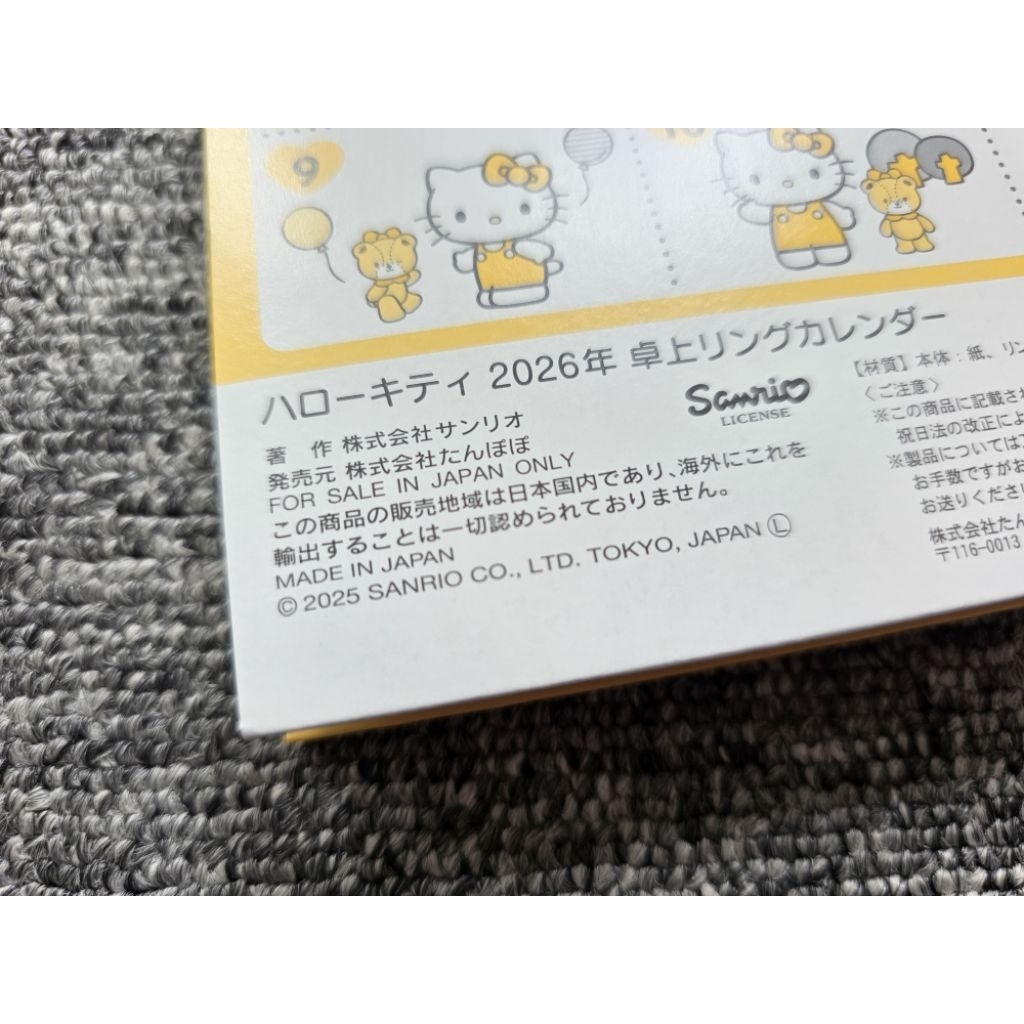 9
10
ハローキティ 2026年 卓上リングカレンダー
著 作 株式会社サンリオ
発売元 株式会社たんぽぽ
FOR SALE IN JAPAN ONLY
この商品の販売地域は日本国内であり、海外にこれを
輸出することは一切認められておりません。
MADE IN JAPAN
© 2025 SANRIO CO., LTD. TOKYO, JAPAN Ⓛ
Sanrio
LICENSE
【材質】本体：紙、リン
〈ご注意〉
※この商品に記載さ
祝日法の改正によ
※製品については
お手数ですがお
お送りくださ
株式会社たん
〒116-0013